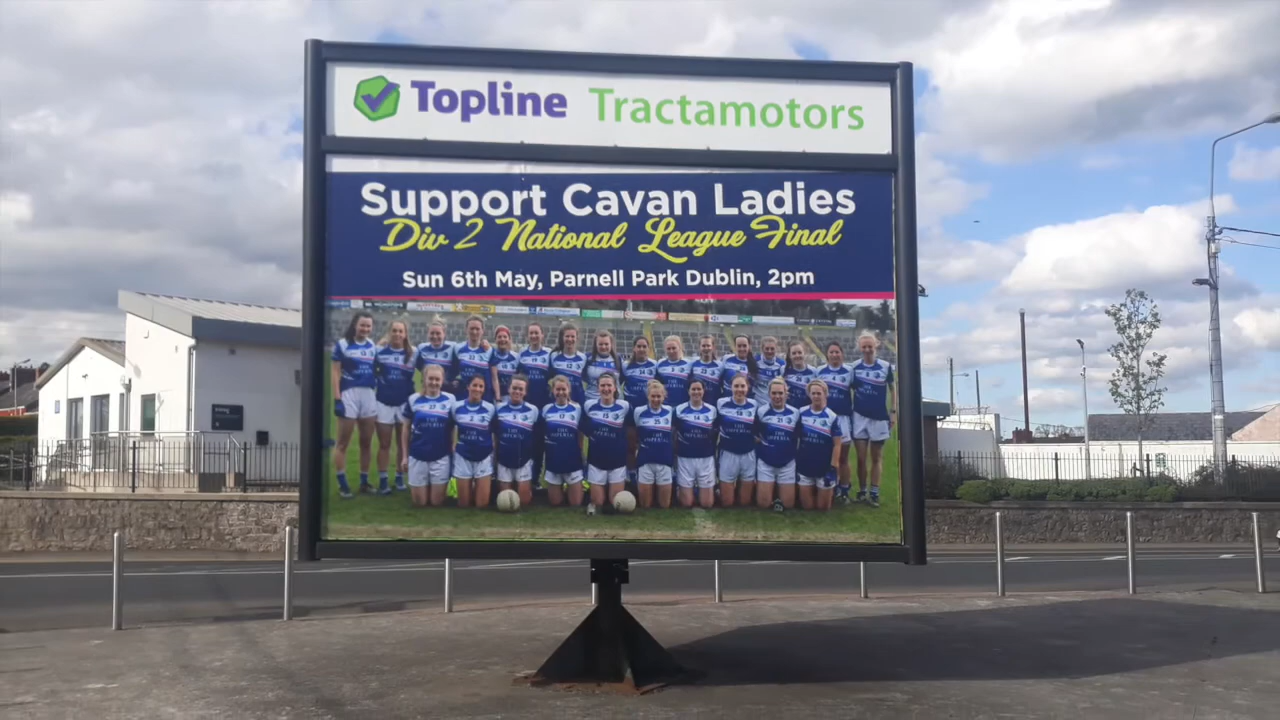 Topline Tractamotors
Support Cavan Ladies
Div 2 National League Final
Sun 6th May, Parnell Park Dublin, 2pm